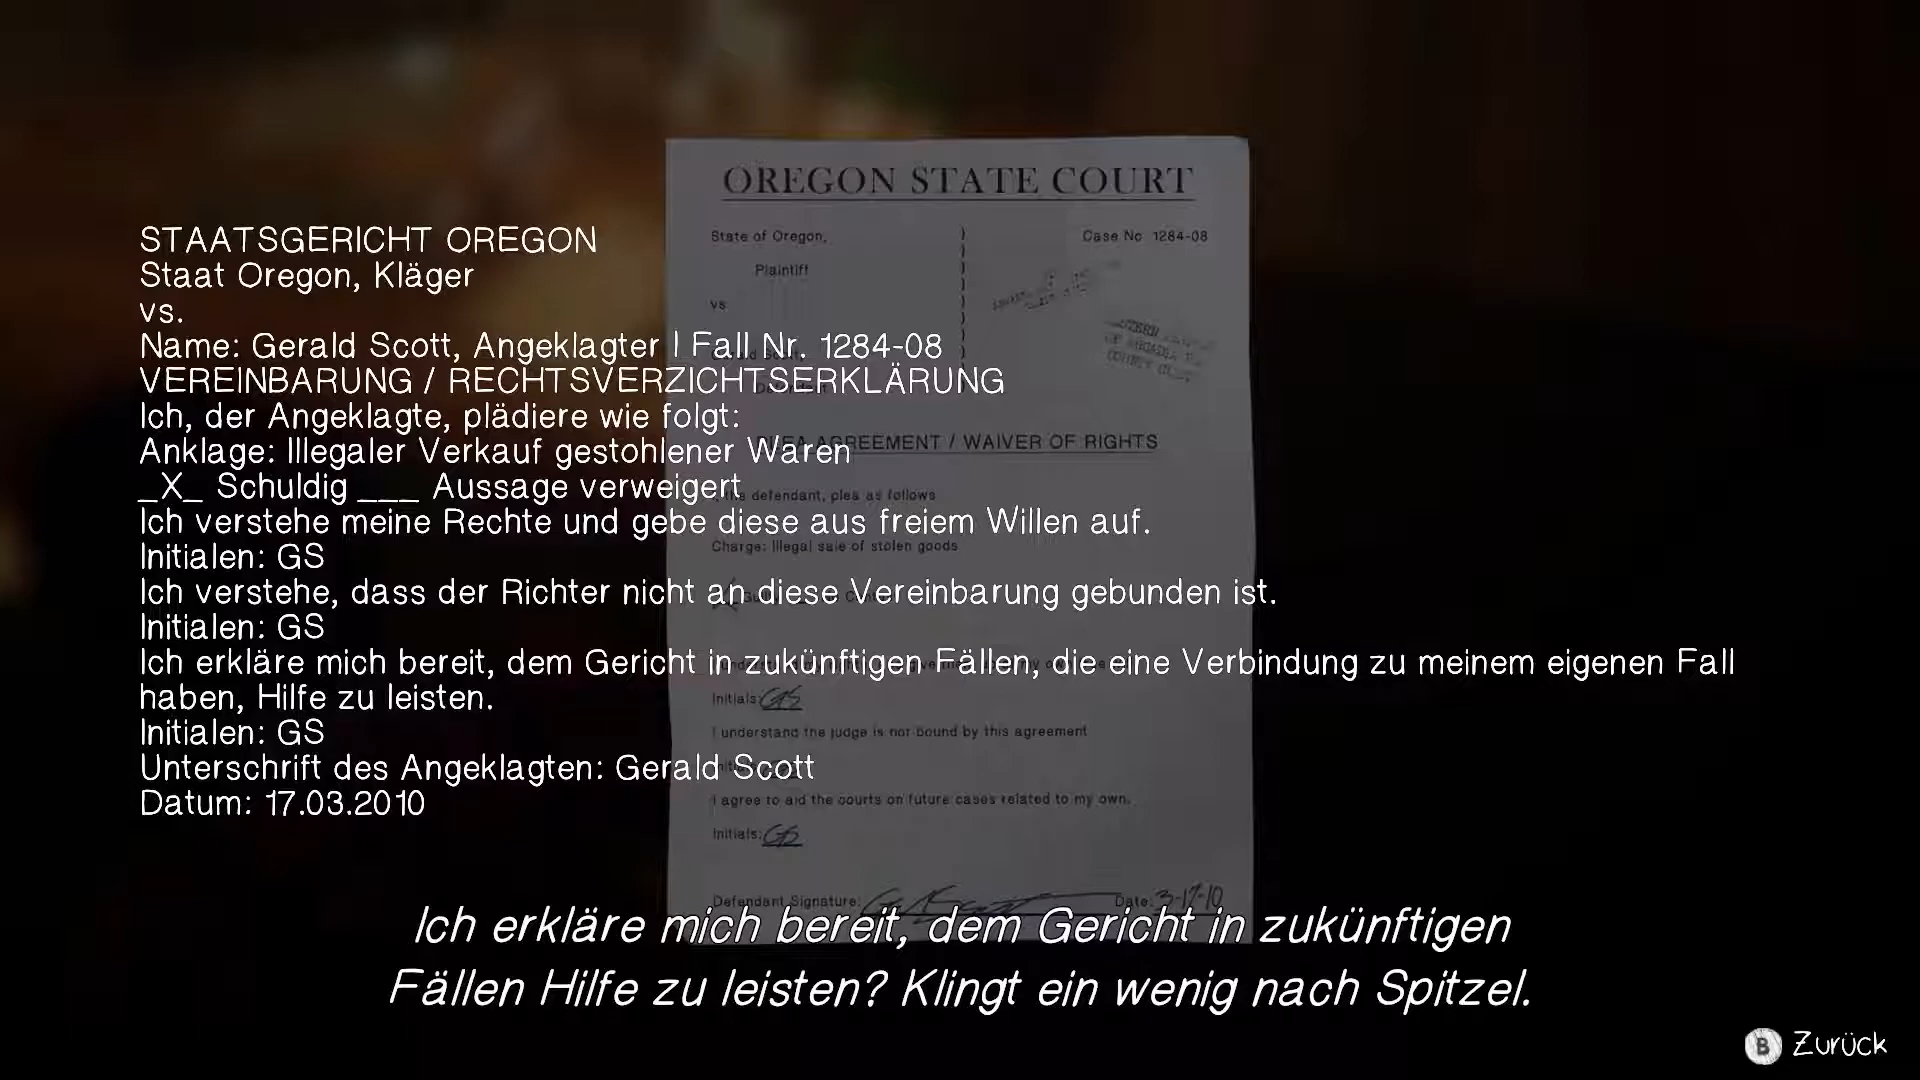 OREGON STATE COURT
State of Oregon,
Case No 1284-08
Plaintiff
vs
STAATSGERICHT OREGON
Staat Oregon, Kläger
vs.
Name: Gerald Scott, Angeklagter | Fall Nr. 1284-08
VEREINBARUNG / RECHTSVERZICHTSERKLÄRUNG
Ich, der Angeklagte, plädiere wie folgt:
Anklage: Illegaler Verkauf gestohlener Waren
_X_ Schuldig ___ Aussage verweigert
Ich verstehe meine Rechte und gebe diese aus freiem Willen auf.
Initialen: GS
Ich verstehe, dass der Richter nicht an diese Vereinbarung gebunden ist.
Initialen: GS
Ich erkläre mich bereit, dem Gericht in zukünftigen Fällen, die eine Verbindung zu meinem eigenen Fall
haben, Hilfe zu leisten.
Initialen: GS
Unterschrift des Angeklagten: Gerald Scott
Datum: 17.03.2010
AGREEMENT / WAIVER OF RIGHTS
defendant, plea as follows
Charge: Illegal sale of stolen goods
Initials: GS
I understand the judge is not bound by this agreement
I agree to aid the courts on future cases related to my own.
Initials: GS
Defendant Signature:
Date: 3-17-10
Ich erkläre mich bereit, dem Gericht in zukünftigen
Fällen Hilfe zu leisten? Klingt ein wenig nach Spitzel.
B Zurück